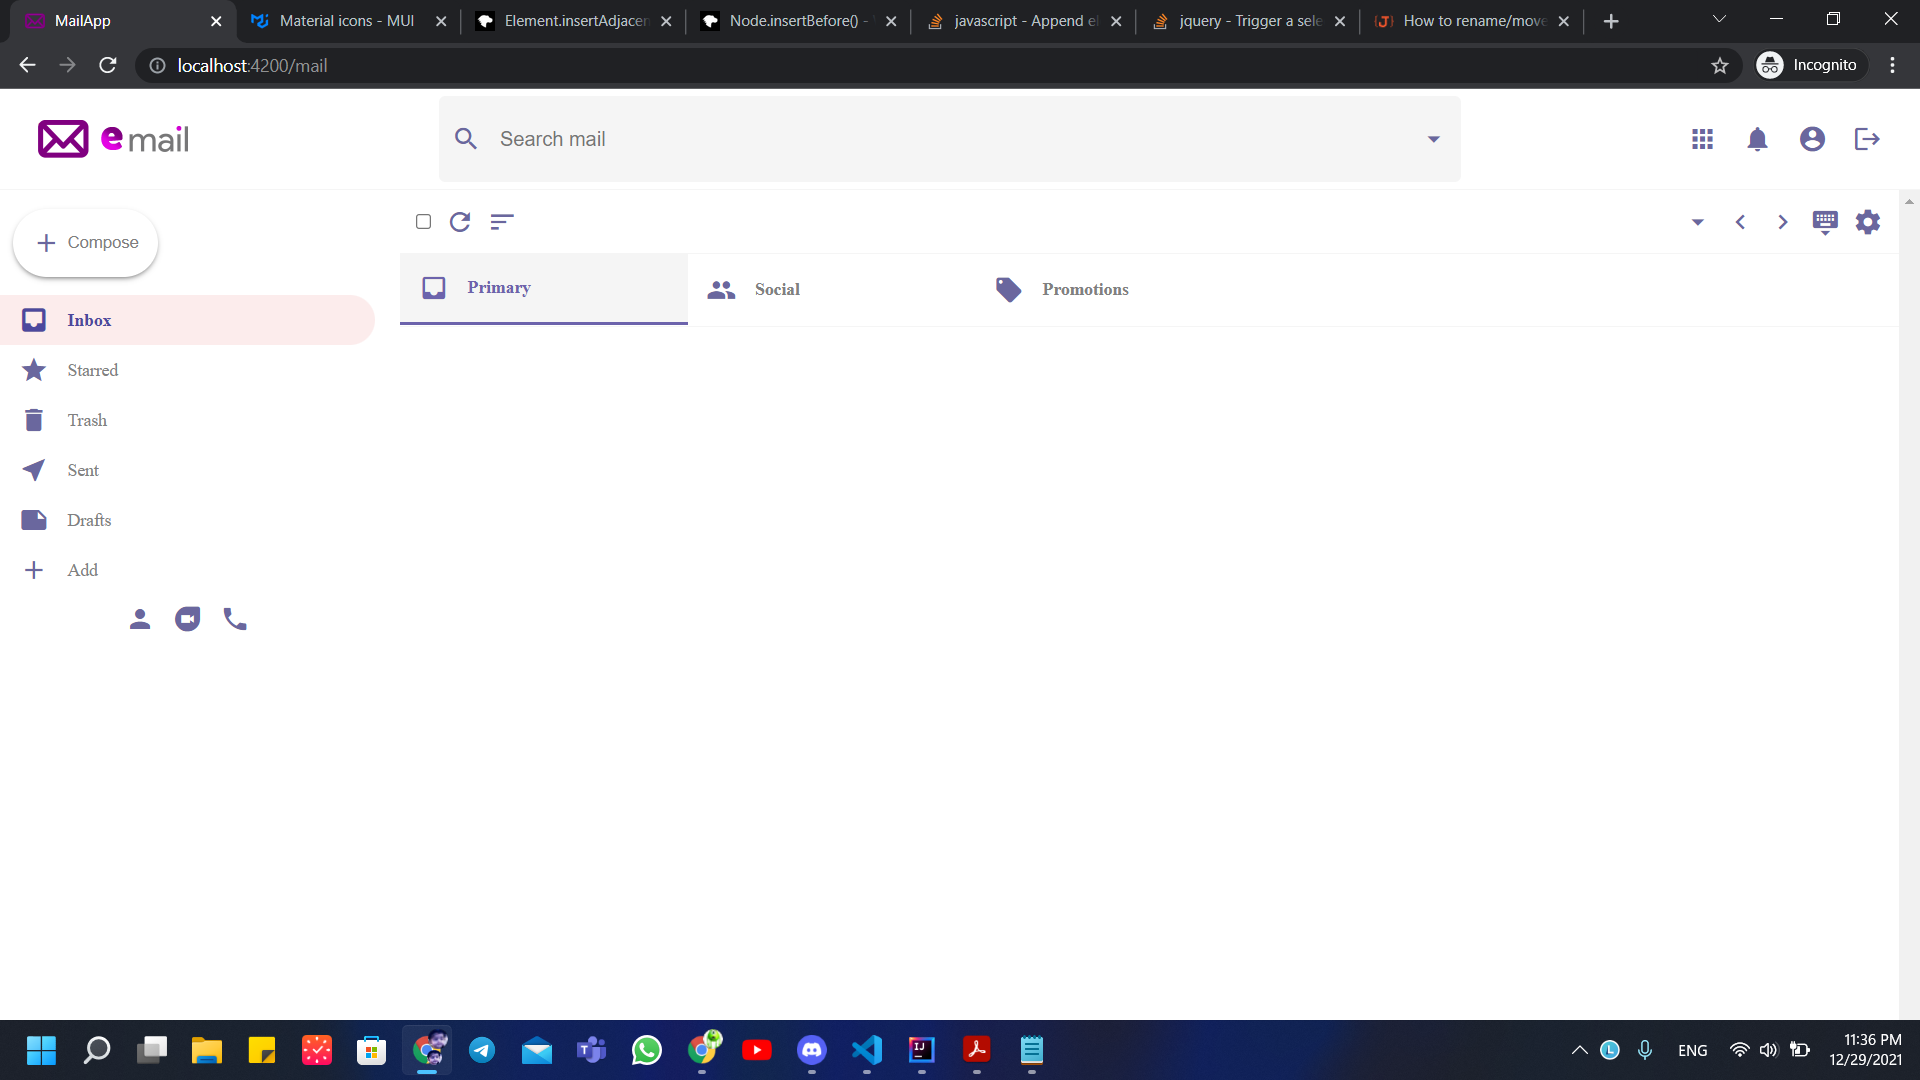 MailApp
Material icons - MUI
Element.insertAdjacen
Node.insertBefore() -
javascript - Append el
jquery - Trigger a sele
How to rename/move
localhost:4200/mail
Incognito
email
Search mail
Compose
Primary
Social
Promotions
Inbox
Starred
Trash
Sent
Drafts
Add
ENG
11:36 PM
12/29/2021